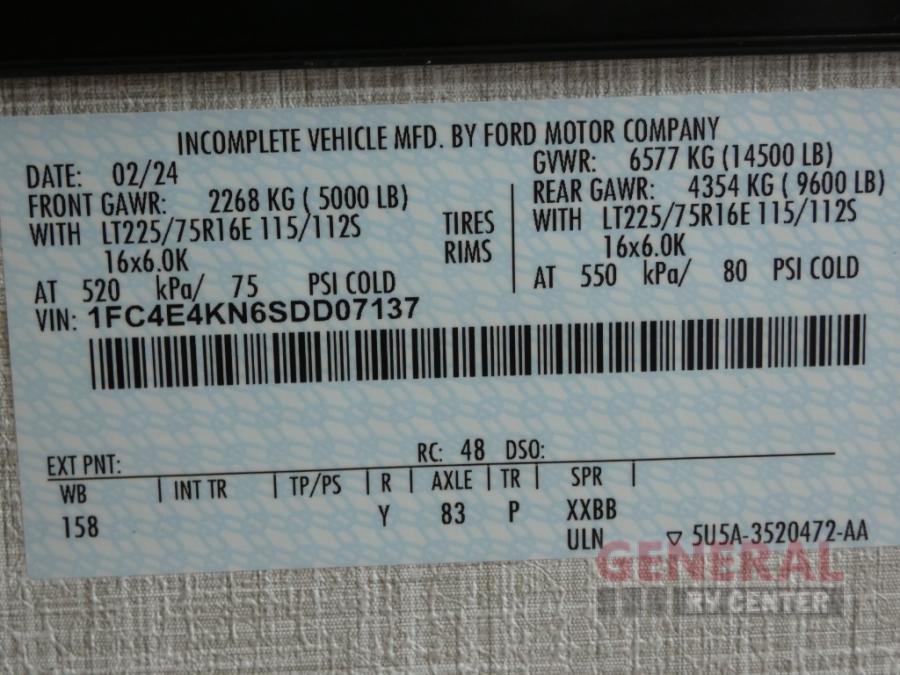 INCOMPLETE VEHICLE MFD. BY FORD MOTOR COMPANY
DATE: 02/24 GVWR: 6577 KG (14500 LB)
FRONT GAWR: 2268 KG ( 5000 LB) REAR GAWR: 4354 KG ( 9600 LB)
WITH LT225/75R16E 115/112S TIRES WITH LT225/75R16E 115/112S
16x6.0K RIMS 16x6.0K
AT 520 kPa/ 75 PSI COLD AT 550 kPa/ 80 PSI COLD
VIN: 1FC4E4KN6SDD07137
EXT PNT: RC: 48 DSO:
WB | INT TR | TP/PS | R | AXLE | TR | SPR |
158 Y 83 P XXBB
ULN ▽ 5U5A-3520472-AA
GENERAL
RV CENTER